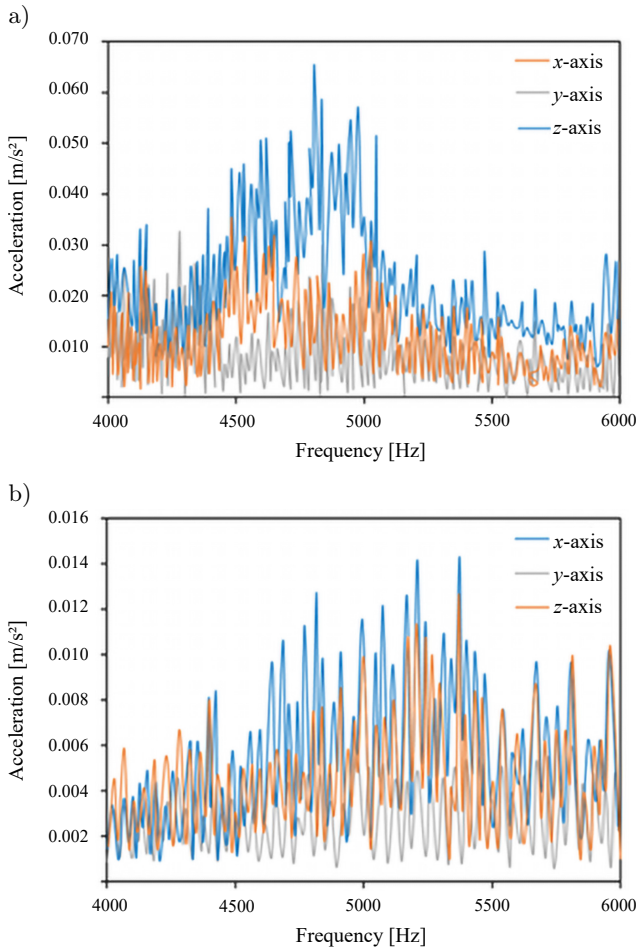 a)
0.070
0.060
0.050
0.040
0.030
0.020
0.010
Acceleration [m/s²]
x-axis
y-axis
z-axis
4000 4500 5000 5500 6000
Frequency [Hz]
b)
0.016
0.014
0.012
0.010
0.008
0.006
0.004
0.002
Acceleration [m/s²]
x-axis
y-axis
z-axis
4000 4500 5000 5500 6000
Frequency [Hz]